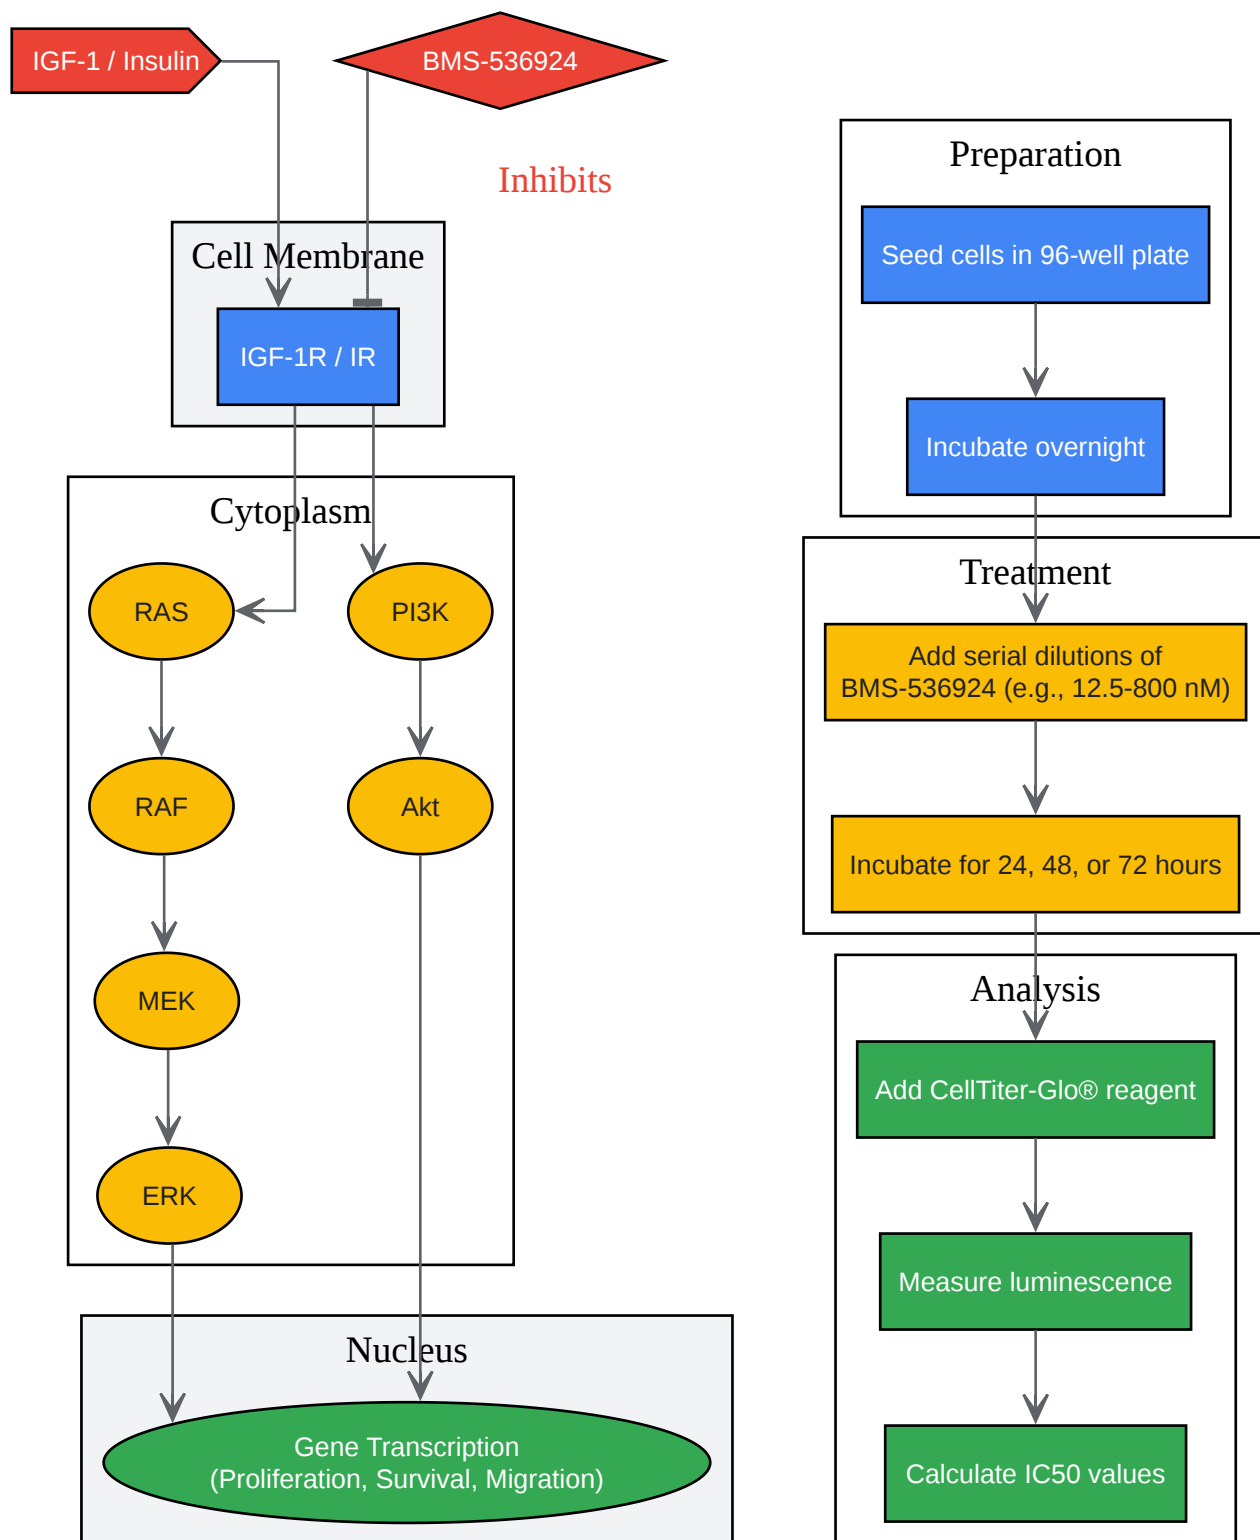 IGF-1 / Insulin
BMS-536924
Inhibits
Cell Membrane
IGF-1R / IR
Cytoplasm
RAS
PI3K
RAF
Akt
MEK
ERK
Nucleus
Gene Transcription
(Proliferation, Survival, Migration)
Preparation
Seed cells in 96-well plate
Incubate overnight
Treatment
Add serial dilutions of
BMS-536924 (e.g., 12.5-800 nM)
Incubate for 24, 48, or 72 hours
Analysis
Add CellTiter-Glo® reagent
Measure luminescence
Calculate IC50 values